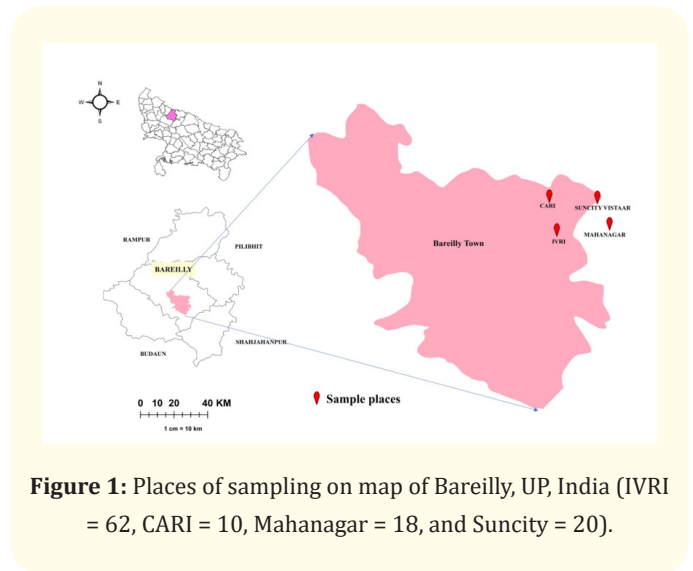 N
W E
S
RAMPUR
PILIBHIT
BAREILLY
BUDAUN
SHAHJAHANPUR
0 10 20 40 KM
1 cm = 10 km
CARI
SUNCITY VISTAAR
MAHANAGAR
IVRI
Bareilly Town
Sample places
Figure 1: Places of sampling on map of Bareilly, UP, India (IVRI
= 62, CARI = 10, Mahanagar = 18, and Suncity = 20).